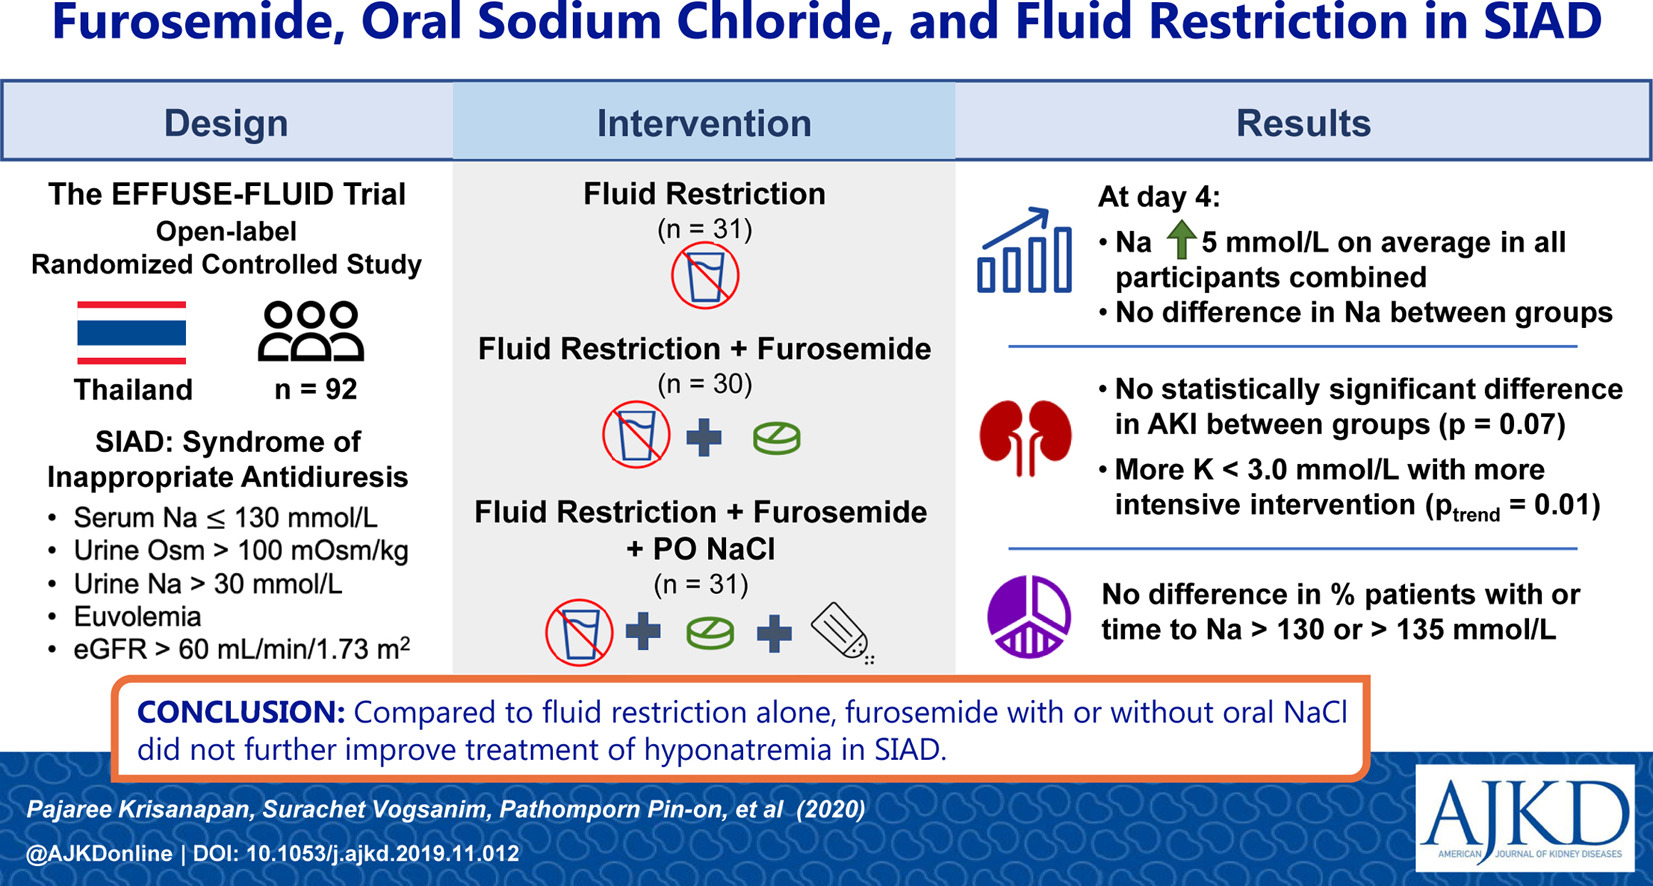 Furosemide, Oral Sodium Chloride, and Fluid Restriction in SIAD
Design
Intervention
Results
The EFFUSE-FLUID Trial
Open-label
Randomized Controlled Study
Thailand
n = 92
SIAD: Syndrome of
Inappropriate Antidiuresis
• Serum Na ≤ 130 mmol/L
• Urine Osm > 100 mOsm/kg
• Urine Na > 30 mmol/L
• Euvolemia
• eGFR > 60 mL/min/1.73 m²
Fluid Restriction
(n = 31)
Fluid Restriction + Furosemide
(n = 30)
Fluid Restriction + Furosemide
+ PO NaCl
(n = 31)
At day 4:
• Na 5 mmol/L on average in all
participants combined
• No difference in Na between groups
• No statistically significant difference
in AKI between groups (p = 0.07)
• More K < 3.0 mmol/L with more
intensive intervention (ptrend = 0.01)
No difference in % patients with or
time to Na > 130 or > 135 mmol/L
CONCLUSION: Compared to fluid restriction alone, furosemide with or without oral NaCl
did not further improve treatment of hyponatremia in SIAD.
Pajaree Krisanapan, Surachet Vogsanim, Pathomporn Pin-on, et al (2020)
@AJKDonline | DOI: 10.1053/j.ajkd.2019.11.012
AJKD
AMERICAN JOURNAL OF KIDNEY DISEASES